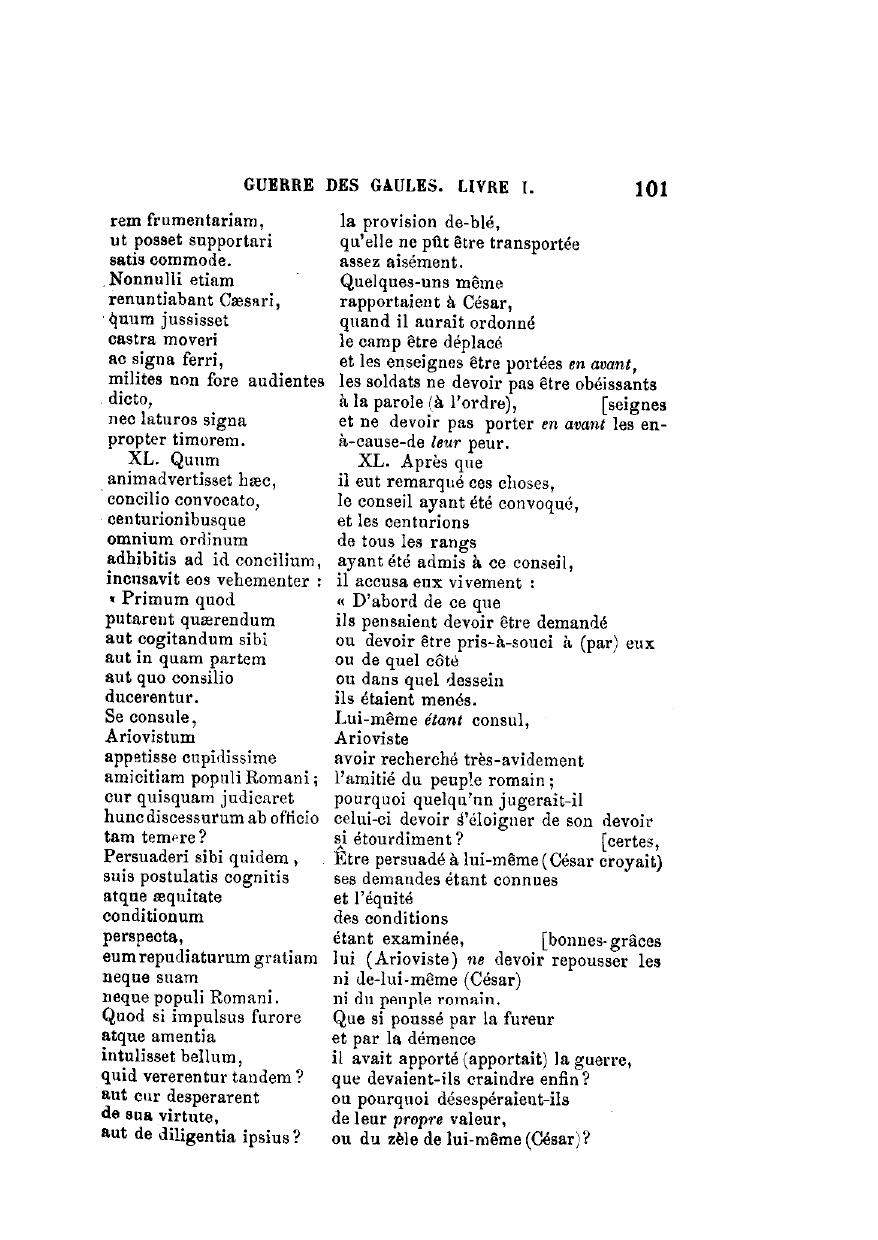 GUERRE DES GAULES. LIVRE I. 101
rem frumentariam, la provision de-blé,
ut posset supportari qu'elle ne pût être transportée
satis commode. assez aisément.
Nonnulli etiam Quelques-uns même
renuntiabant Cæsari, rapportaient à César,
quum jussisset quand il aurait ordonné
castra moveri le camp être déplacé
ac signa ferri, et les enseignes être portées en avant,
milites non fore audientes les soldats ne devoir pas être obéissants
dicto, à la parole (à l'ordre), [seignes
nec laturos signa et ne devoir pas porter en avant les en-
propter timorem. à-cause-de leur peur.
XL. Quum XL. Après que
animadvertisset hæc, il eut remarqué ces choses,
concilio convocato, le conseil ayant été convoqué,
centurionibusque et les centurions
omnium ordinum de tous les rangs
adhibitis ad id concilium, ayant été admis à ce conseil,
incusavit eos vehementer : il accusa eux vivement :
« Primum quod « D'abord de ce que
putarent quærendum ils pensaient devoir être demandé
aut cogitandum sibi ou devoir être pris-à-souci à (par) eux
aut in quam partem ou de quel côté
aut quo consilio ou dans quel dessein
ducerentur. ils étaient menés.
Se consule, Lui-même étant consul,
Ariovistum Arioviste
appetisse cupidissime avoir recherché très-avidement
amicitiam populi Romani ; l'amitié du peuple romain ;
cur quisquam judicaret pourquoi quelqu'un jugerait-il
hunc discessurum ab officio celui-ci devoir s'éloigner de son devoir
tam temere ? si étourdiment ? [certes,
Persuaderi sibi quidem , Être persuadé à lui-même (César croyait)
suis postulatis cognitis ses demandes étant connues
atque æquitate et l'équité
conditionum des conditions
perspecta, étant examinée, [bonnes-grâces
eum repudiaturum gratiam lui (Arioviste) ne devoir repousser les
neque suam ni de-lui-même (César)
neque populi Romani. ni du peuple romain.
Quod si impulsus furore Que si poussé par la fureur
atque amentia et par la démence
intulisset bellum, il avait apporté (apportait) la guerre,
quid vererentur tandem ? que devaient-ils craindre enfin ?
aut cur desperarent ou pourquoi désespéraient-ils
de sua virtute, de leur propre valeur,
aut de diligentia ipsius ? ou du zèle de lui-même (César) ?